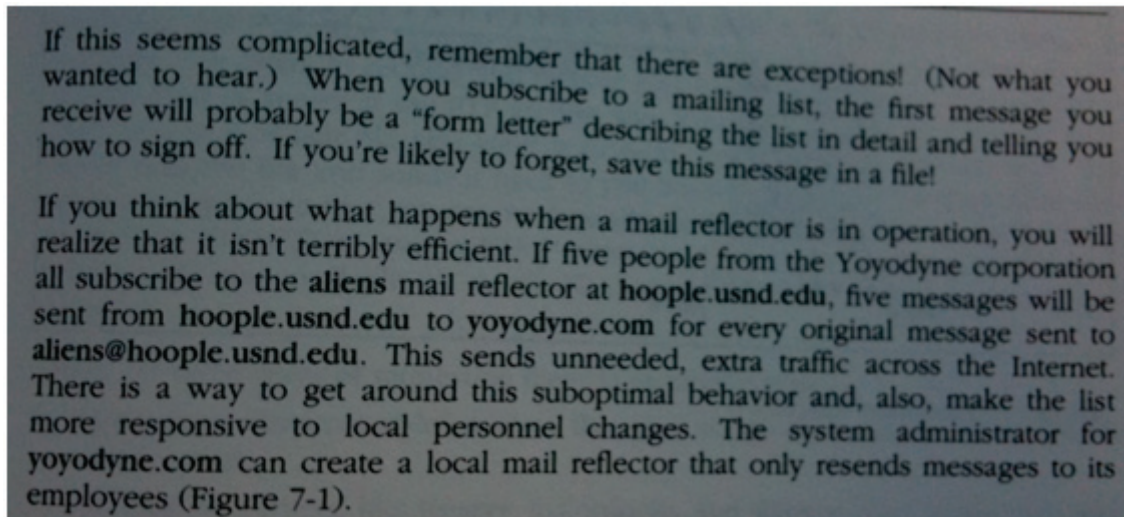 If this seems complicated, remember that there are exceptions! (Not what you
wanted to hear.) When you subscribe to a mailing list, the first message you
receive will probably be a "form letter" describing the list in detail and telling you
how to sign off. If you're likely to forget, save this message in a file!
If you think about what happens when a mail reflector is in operation, you will
realize that it isn't terribly efficient. If five people from the Yoyodyne corporation
all subscribe to the aliens mail reflector at hoople.usnd.edu, five messages will be
sent from hoople.usnd.edu to yoyodyne.com for every original message sent to
aliens@hoople.usnd.edu. This sends unneeded, extra traffic across the Internet.
There is a way to get around this suboptimal behavior and, also, make the list
more responsive to local personnel changes. The system administrator for
yoyodyne.com can create a local mail reflector that only resends messages to its
employees (Figure 7-1).